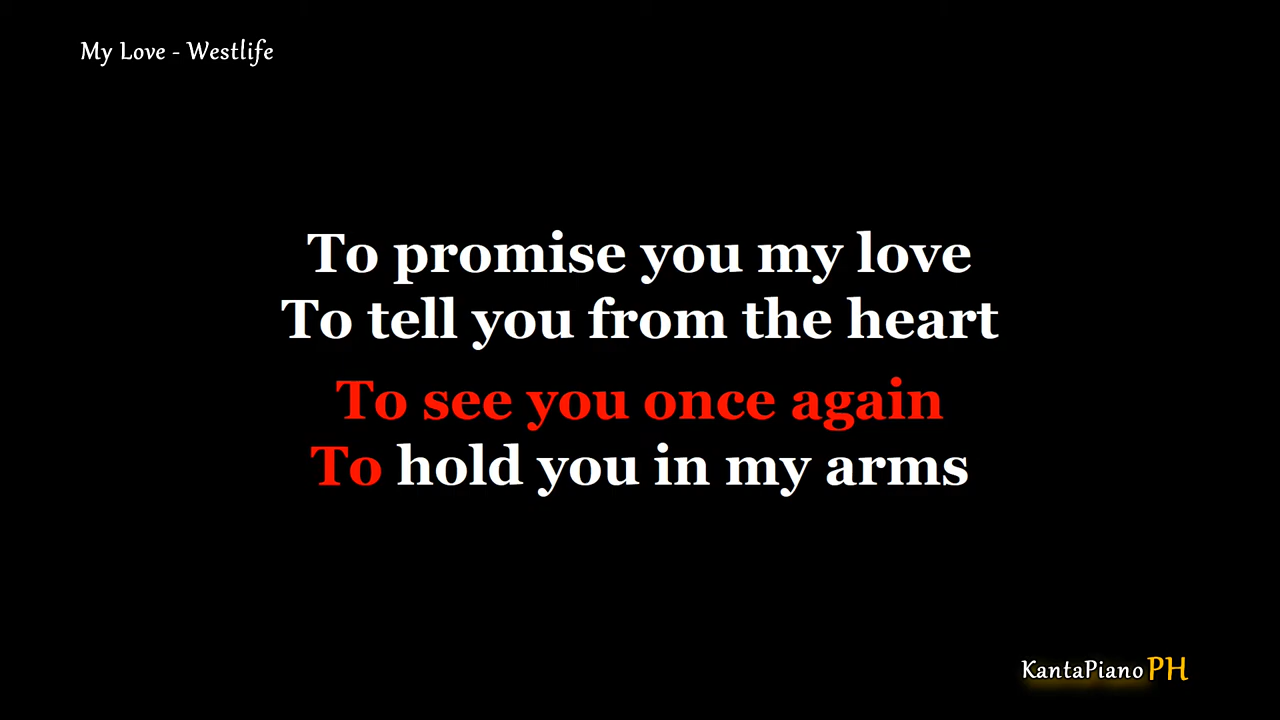 My Love - Westlife
To promise you my love
To tell you from the heart
To see you once again
To hold you in my arms
KantaPiano PH